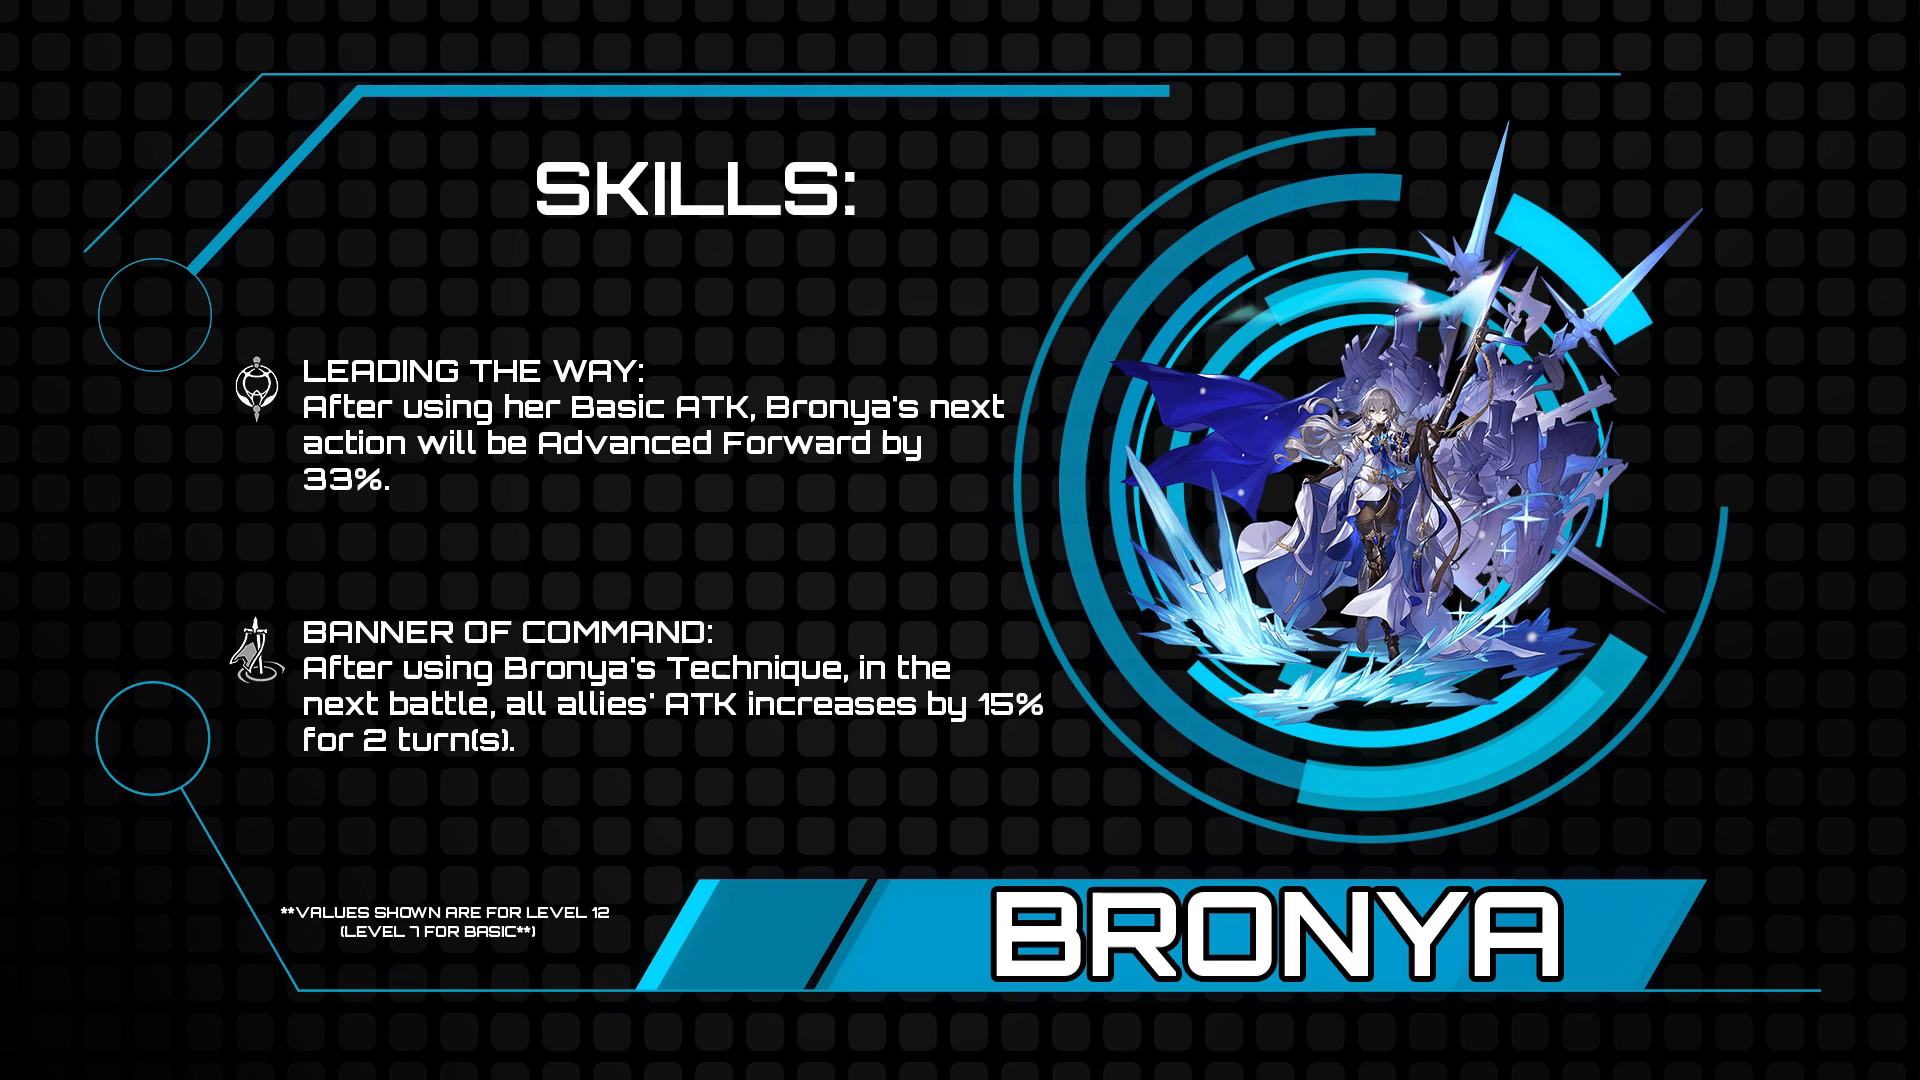 SKILLS:
LEADING THE WAY:
After using her Basic ATK, Bronya's next
action will be Advanced Forward by
33%.
BANNER OF COMMAND:
After using Bronya's Technique, in the
next battle, all allies' ATK increases by 15%
for 2 turn(s).
**VALUES SHOWN ARE FOR LEVEL 12
(LEVEL 7 FOR BASIC**)
BRONYA